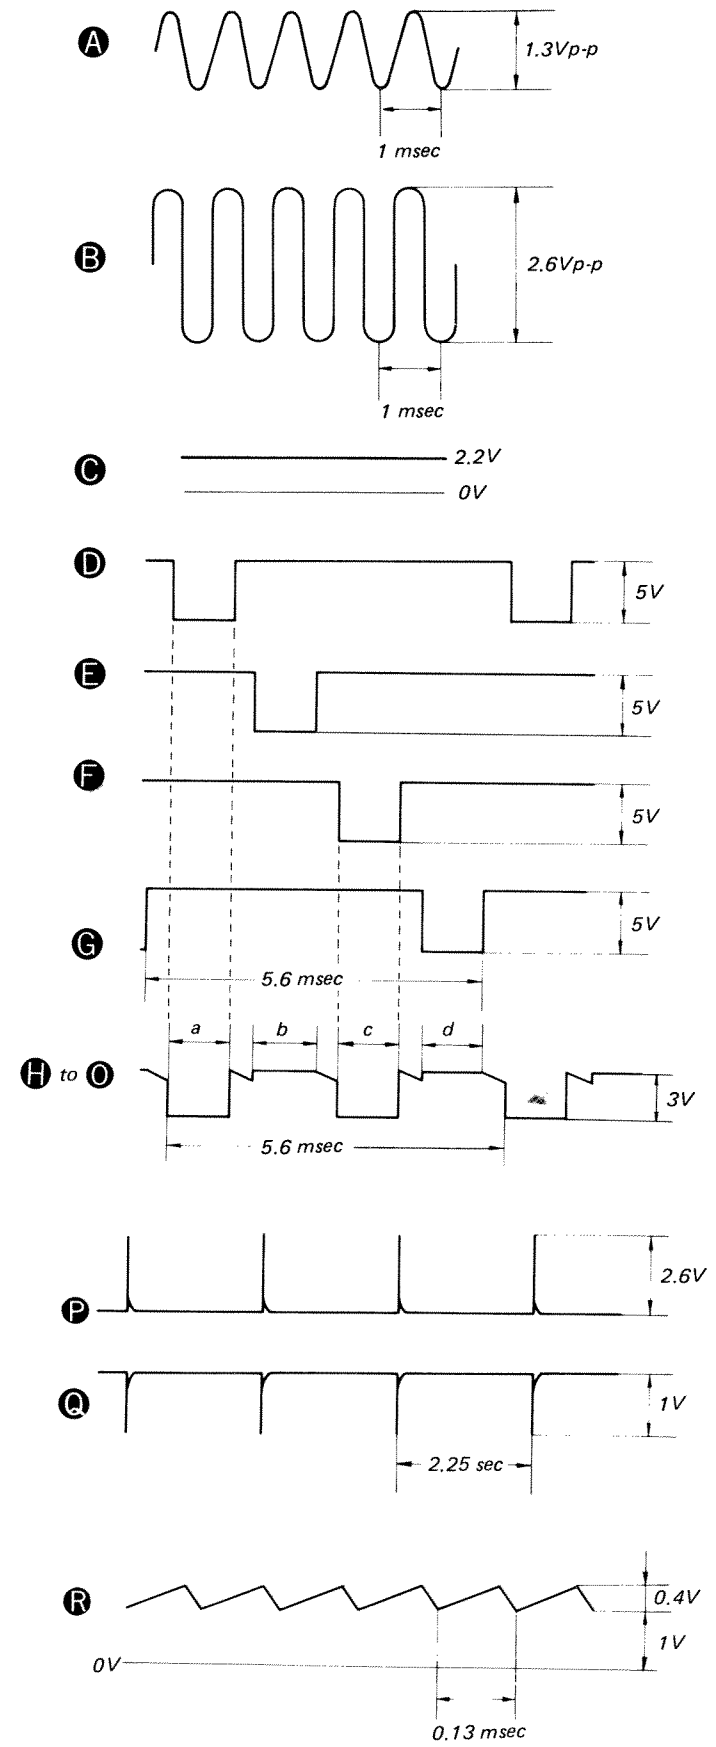 A
1.3Vp-p
1 msec
B
2.6Vp-p
1 msec
C
2.2V
0V
D
5V
E
5V
F
5V
G
5V
5.6 msec
a b c d
H to O
3V
5.6 msec
P
2.6V
Q
1V
2.25 sec
R
0.4V
1V
0V
0.13 msec